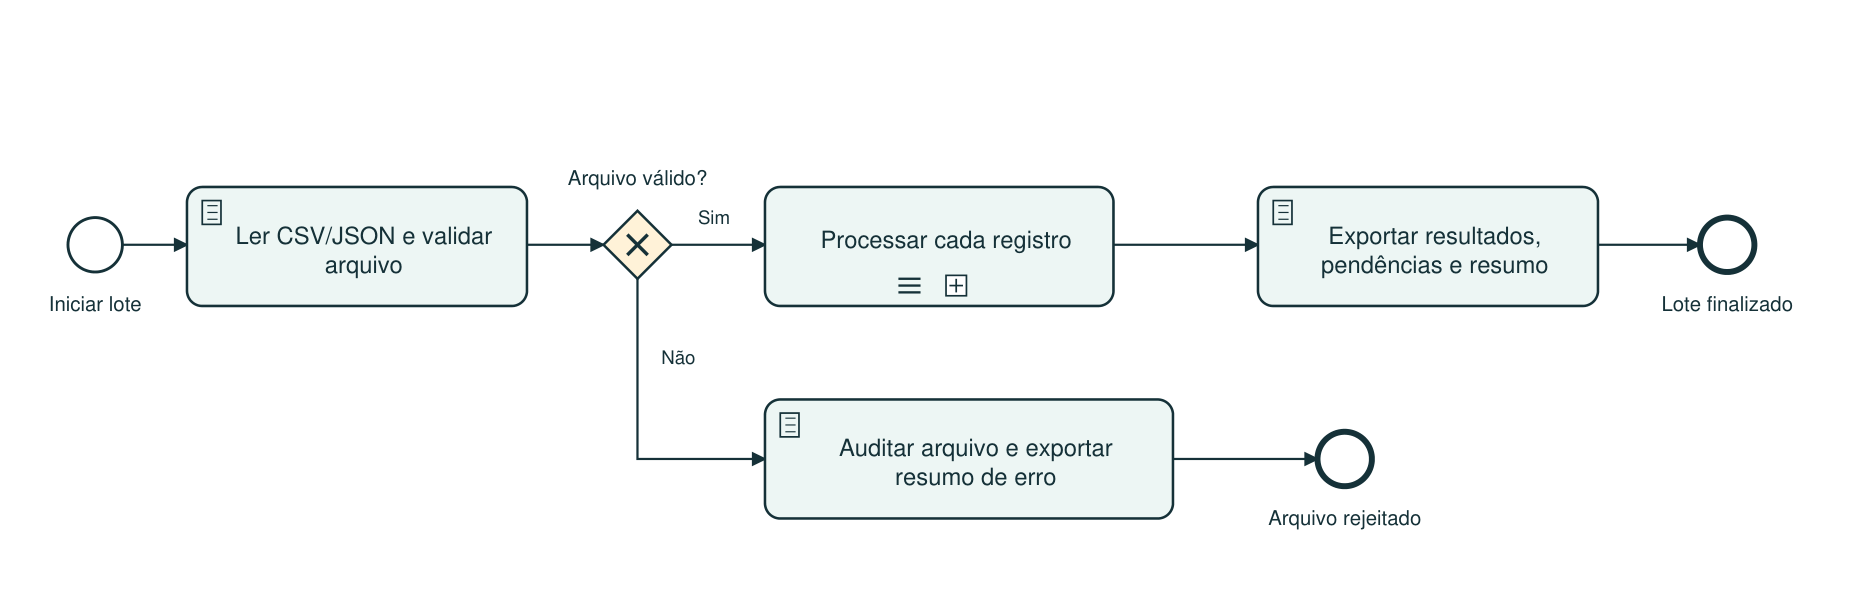 Iniciar lote
Ler CSV/JSON e validar
arquivo
Arquivo válido?
Sim
Processar cada registro
Exportar resultados,
pendências e resumo
Lote finalizado
Não
Auditar arquivo e exportar
resumo de erro
Arquivo rejeitado